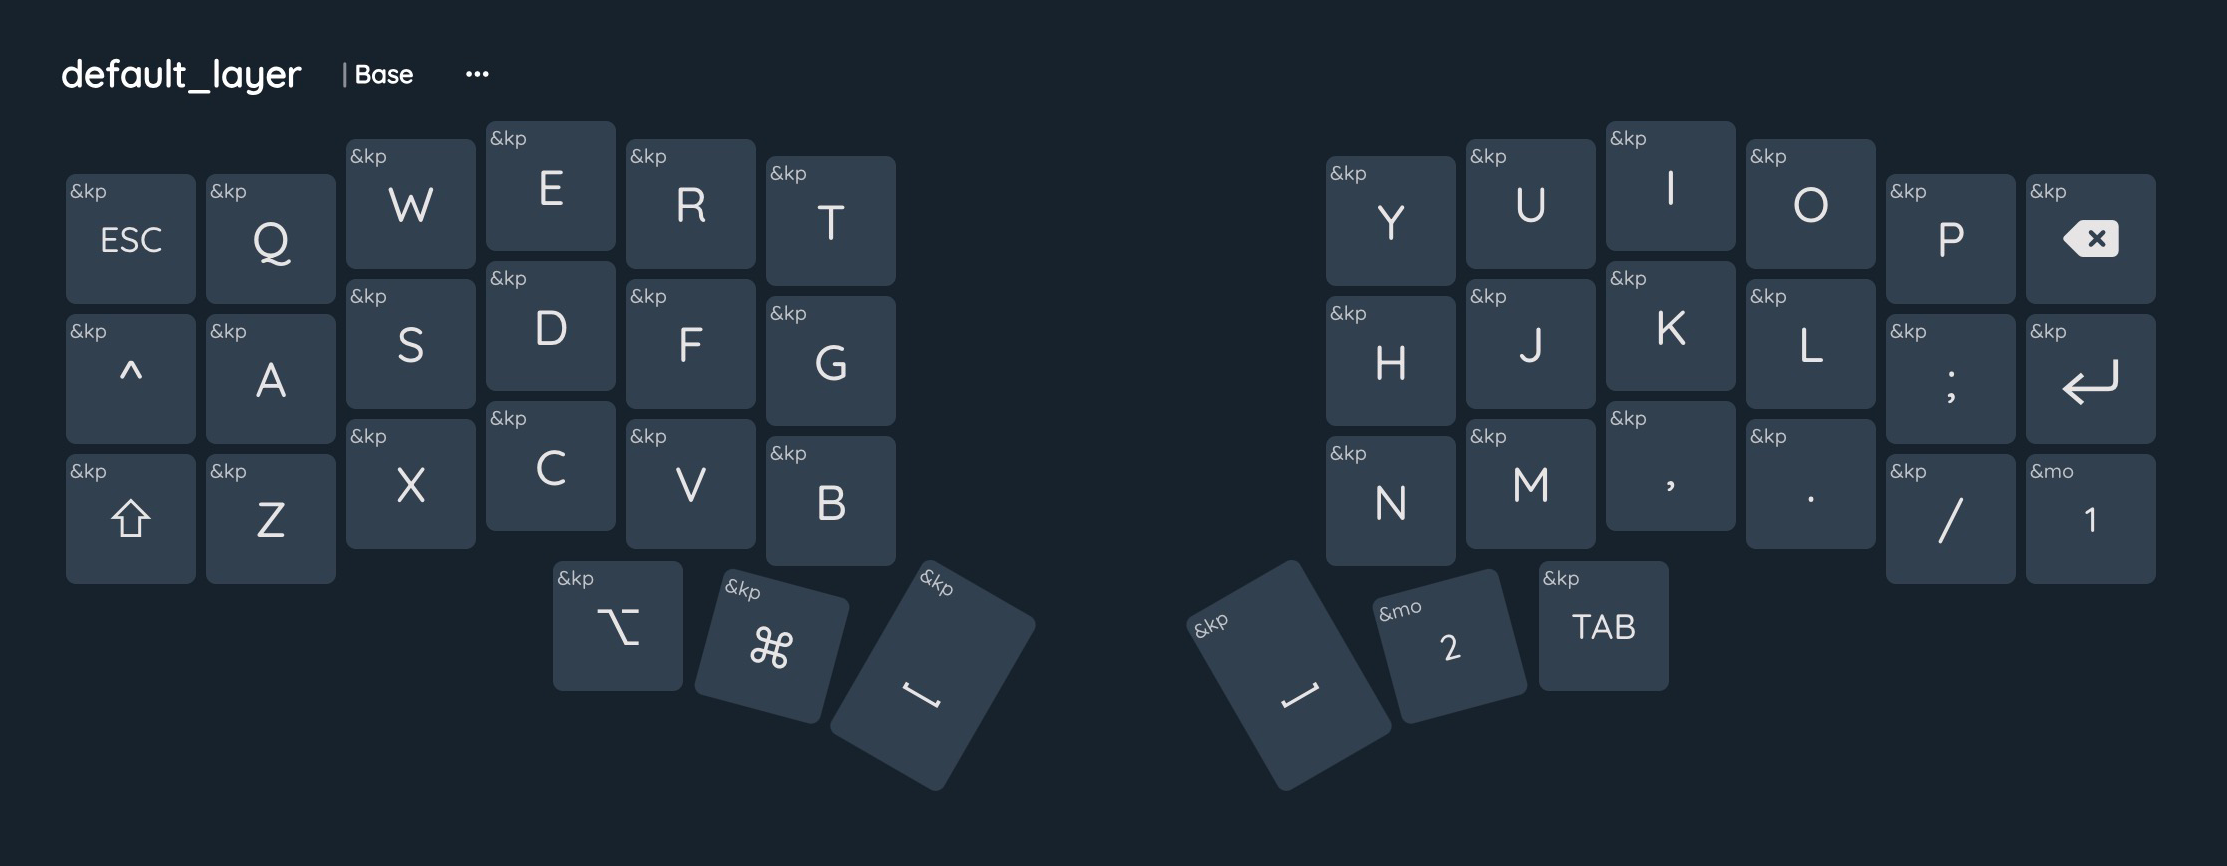 default_layer | Base ...
&kp ESC &kp Q &kp W &kp E &kp R &kp T &kp Y &kp U &kp I &kp O &kp P &kp
&kp ^ &kp A &kp S &kp D &kp F &kp G &kp H &kp J &kp K &kp L &kp ; &kp
&kp &kp Z &kp X &kp C &kp V &kp B &kp N &kp M &kp , &kp . &kp / &mo 1
&kp ⌥ &kp ⌘ &kp &kp &mo 2 &kp TAB